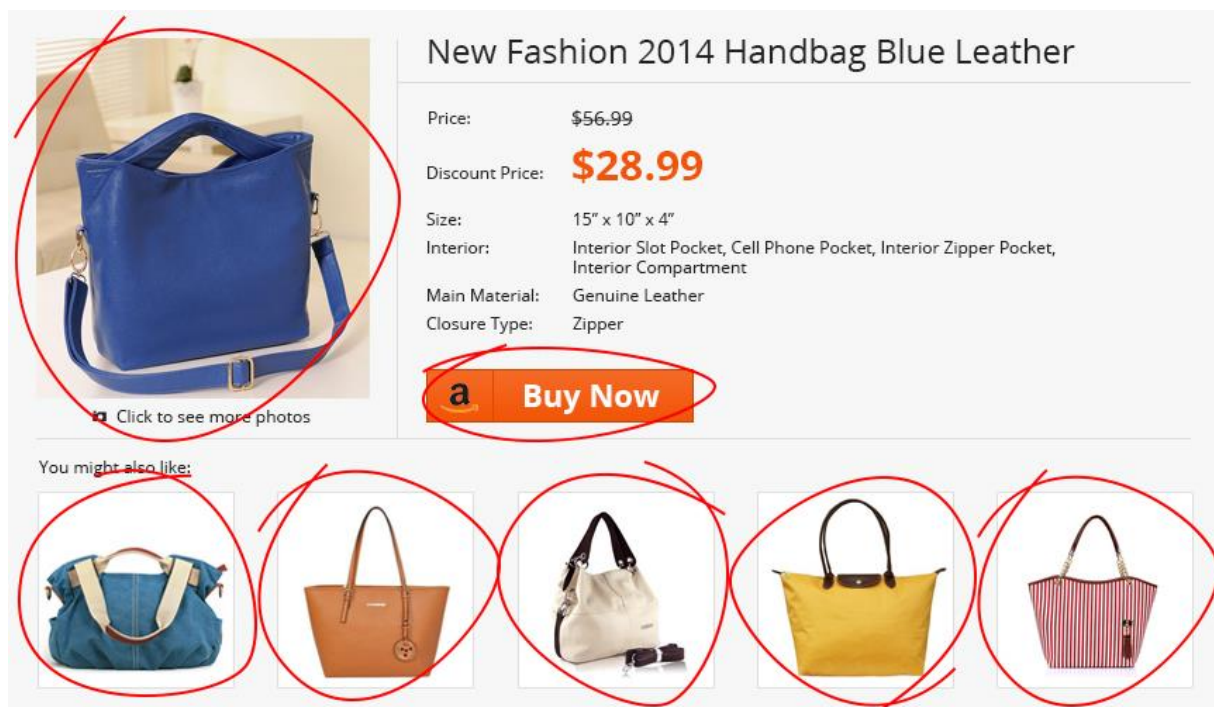 New Fashion 2014 Handbag Blue Leather
Price: $56.99
Discount Price: $28.99
Size: 15” x 10” x 4”
Interior: Interior Slot Pocket, Cell Phone Pocket, Interior Zipper Pocket,
Interior Compartment
Main Material: Genuine Leather
Closure Type: Zipper
a Buy Now
Click to see more photos
You might also like: